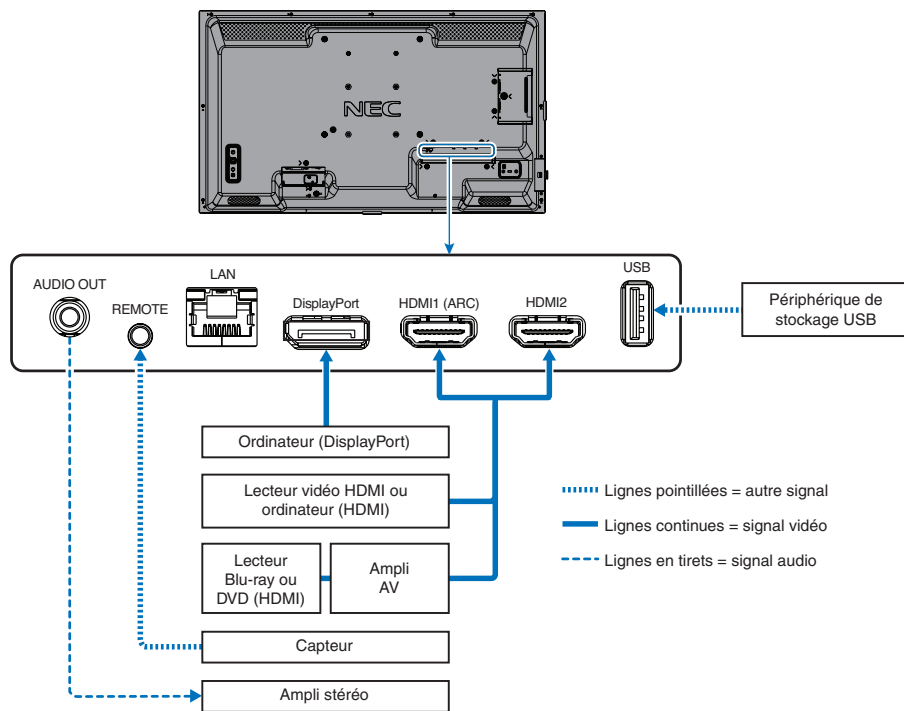 NEC
AUDIO OUT
REMOTE
LAN
DisplayPort
HDMI1 (ARC)
HDMI2
USB
Périphérique de
stockage USB
Ordinateur (DisplayPort)
Lecteur vidéo HDMI ou
ordinateur (HDMI)
Lecteur
Blu-ray ou
DVD (HDMI)
Ampli
AV
Capteur
Ampli stéréo
Lignes pointillées = autre signal
Lignes continues = signal vidéo
Lignes en tirets = signal audio